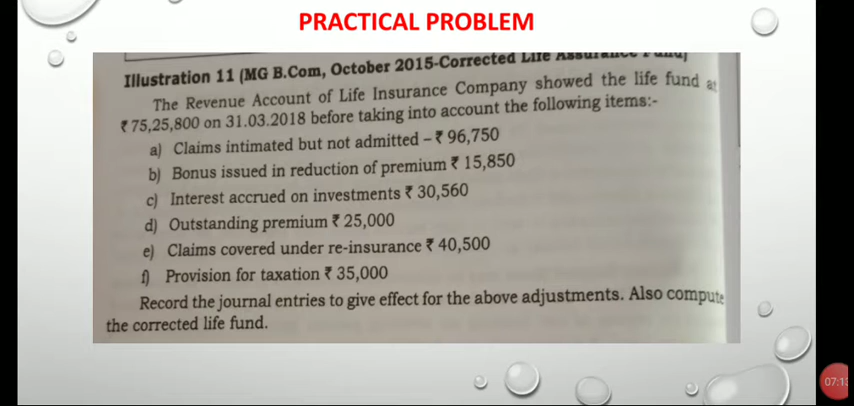 PRACTICAL PROBLEM
Illustration 11 (MG B.Com, October 2015-Corrected Life Assurance Fund)
The Revenue Account of Life Insurance Company showed the life fund at
₹ 75,25,800 on 31.03.2018 before taking into account the following items:-
a) Claims intimated but not admitted – ₹ 96,750
b) Bonus issued in reduction of premium ₹ 15,850
c) Interest accrued on investments ₹ 30,560
d) Outstanding premium ₹ 25,000
e) Claims covered under re-insurance ₹ 40,500
f) Provision for taxation ₹ 35,000
Record the journal entries to give effect for the above adjustments. Also compute
the corrected life fund.